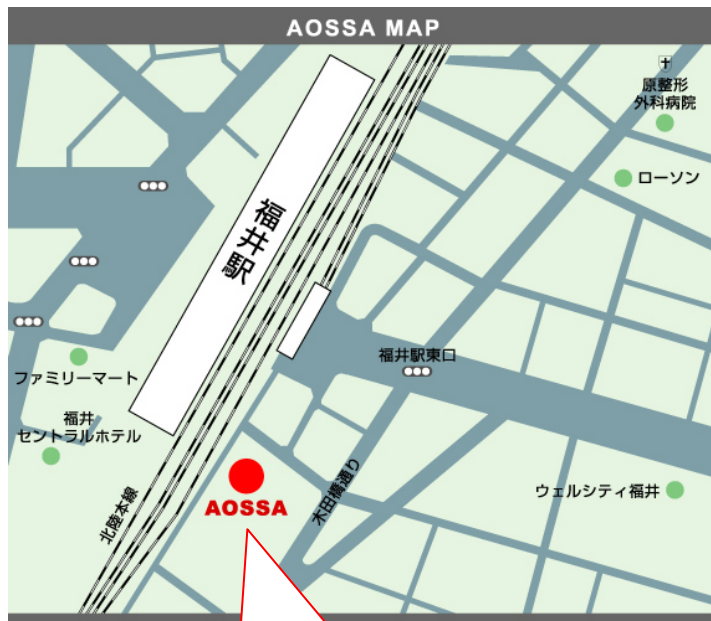 AOSSA MAP
原整形
外科病院
ローソン
福井駅
福井駅東口
ファミリーマート
福井
セントラルホテル
AOSSA
木田橋通り
ウェルシティ福井
北陸本線